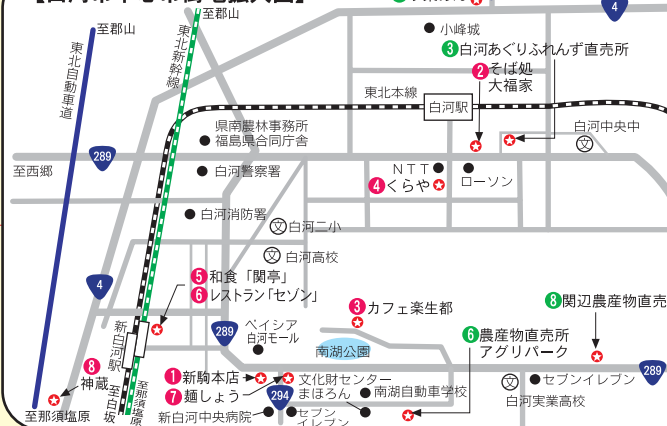 至郡山
至郡山
東北自動車道
東北新幹線
4
小峰城
3 白河あぐりふれんず直売所
2 そば処
大福家
東北本線
白河駅
県南農林事務所
福島県合同庁舎
白河中央中
文
289
至西郷
白河警察署
NTT
ローソン
4 くらや
白河消防署
文 白河二小
文 白河高校
5 和食「関亭」
6 レストラン「セゾン」
4
3 カフェ楽生都
8 関辺農産物直売
289
ベイシア
白河モール
新白河駅
南湖公園
6 農産物直売所
アグリパーク
8
神蔵
1 新駒本店
7 麺しょう
文化財センター
まほろん
南湖自動車学校
294
289
文
白河実業高校
セブンイレブン
至那須塩原
至白坂
至那須塩原
新白河中央病院
セブン
イレブン